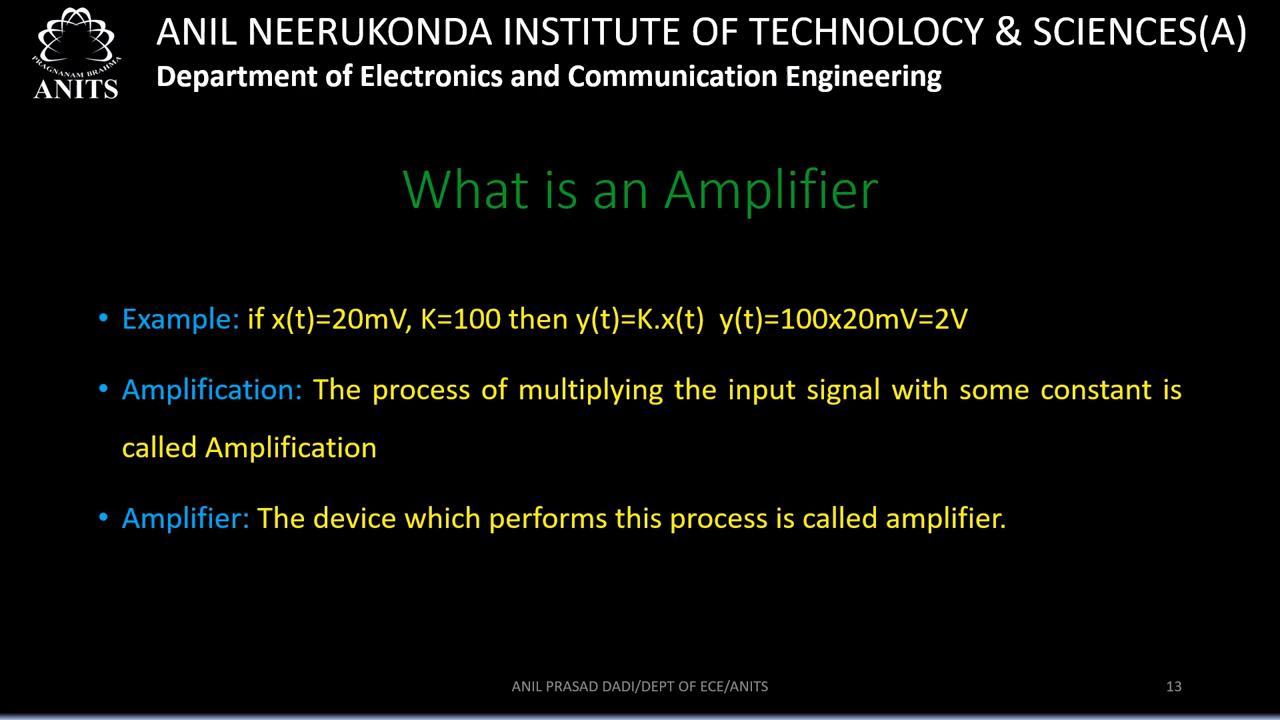 ANIL NEERUKONDA INSTITUTE OF TECHNOLOCY & SCIENCES(A)
Department of Electronics and Communication Engineering
PRAGNANAM BRAHMA
ANITS
What is an Amplifier
• Example: if x(t)=20mV, K=100 then y(t)=K.x(t) y(t)=100x20mV=2V
• Amplification: The process of multiplying the input signal with some constant is
called Amplification
• Amplifier: The device which performs this process is called amplifier.
ANIL PRASAD DADI/DEPT OF ECE/ANITS
13